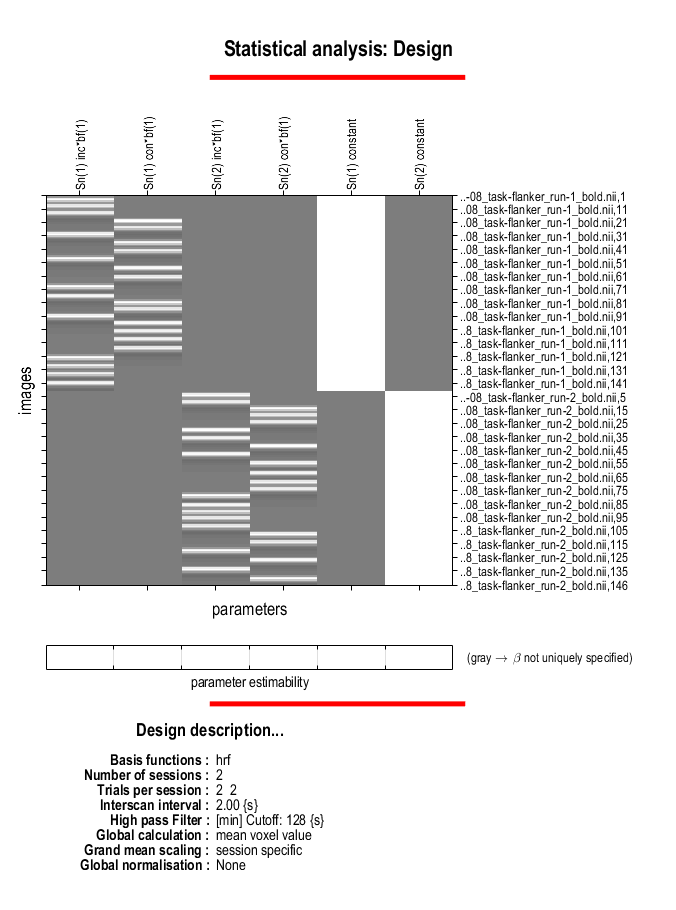 Statistical analysis: Design
Sn(1) inc*bf(1)
Sn(1) con*bf(1)
Sn(2) inc*bf(1)
Sn(2) con*bf(1)
Sn(1) constant
Sn(2) constant
..-08_task-flanker_run-1_bold.nii,1
..08_task-flanker_run-1_bold.nii,11
..08_task-flanker_run-1_bold.nii,21
..08_task-flanker_run-1_bold.nii,31
..08_task-flanker_run-1_bold.nii,41
..08_task-flanker_run-1_bold.nii,51
..08_task-flanker_run-1_bold.nii,61
..08_task-flanker_run-1_bold.nii,71
..08_task-flanker_run-1_bold.nii,81
..08_task-flanker_run-1_bold.nii,91
..8_task-flanker_run-1_bold.nii,101
..8_task-flanker_run-1_bold.nii,111
..8_task-flanker_run-1_bold.nii,121
..8_task-flanker_run-1_bold.nii,131
..8_task-flanker_run-1_bold.nii,141
..-08_task-flanker_run-2_bold.nii,5
..08_task-flanker_run-2_bold.nii,15
..08_task-flanker_run-2_bold.nii,25
..08_task-flanker_run-2_bold.nii,35
..08_task-flanker_run-2_bold.nii,45
..08_task-flanker_run-2_bold.nii,55
..08_task-flanker_run-2_bold.nii,65
..08_task-flanker_run-2_bold.nii,75
..08_task-flanker_run-2_bold.nii,85
..08_task-flanker_run-2_bold.nii,95
..8_task-flanker_run-2_bold.nii,105
..8_task-flanker_run-2_bold.nii,115
..8_task-flanker_run-2_bold.nii,125
..8_task-flanker_run-2_bold.nii,135
..8_task-flanker_run-2_bold.nii,146
images
parameters
(gray → β not uniquely specified)
parameter estimability
Design description...
Basis functions : hrf
Number of sessions : 2
Trials per session : 2 2
Interscan interval : 2.00 {s}
High pass Filter : [min] Cutoff: 128 {s}
Global calculation : mean voxel value
Grand mean scaling : session specific
Global normalisation : None